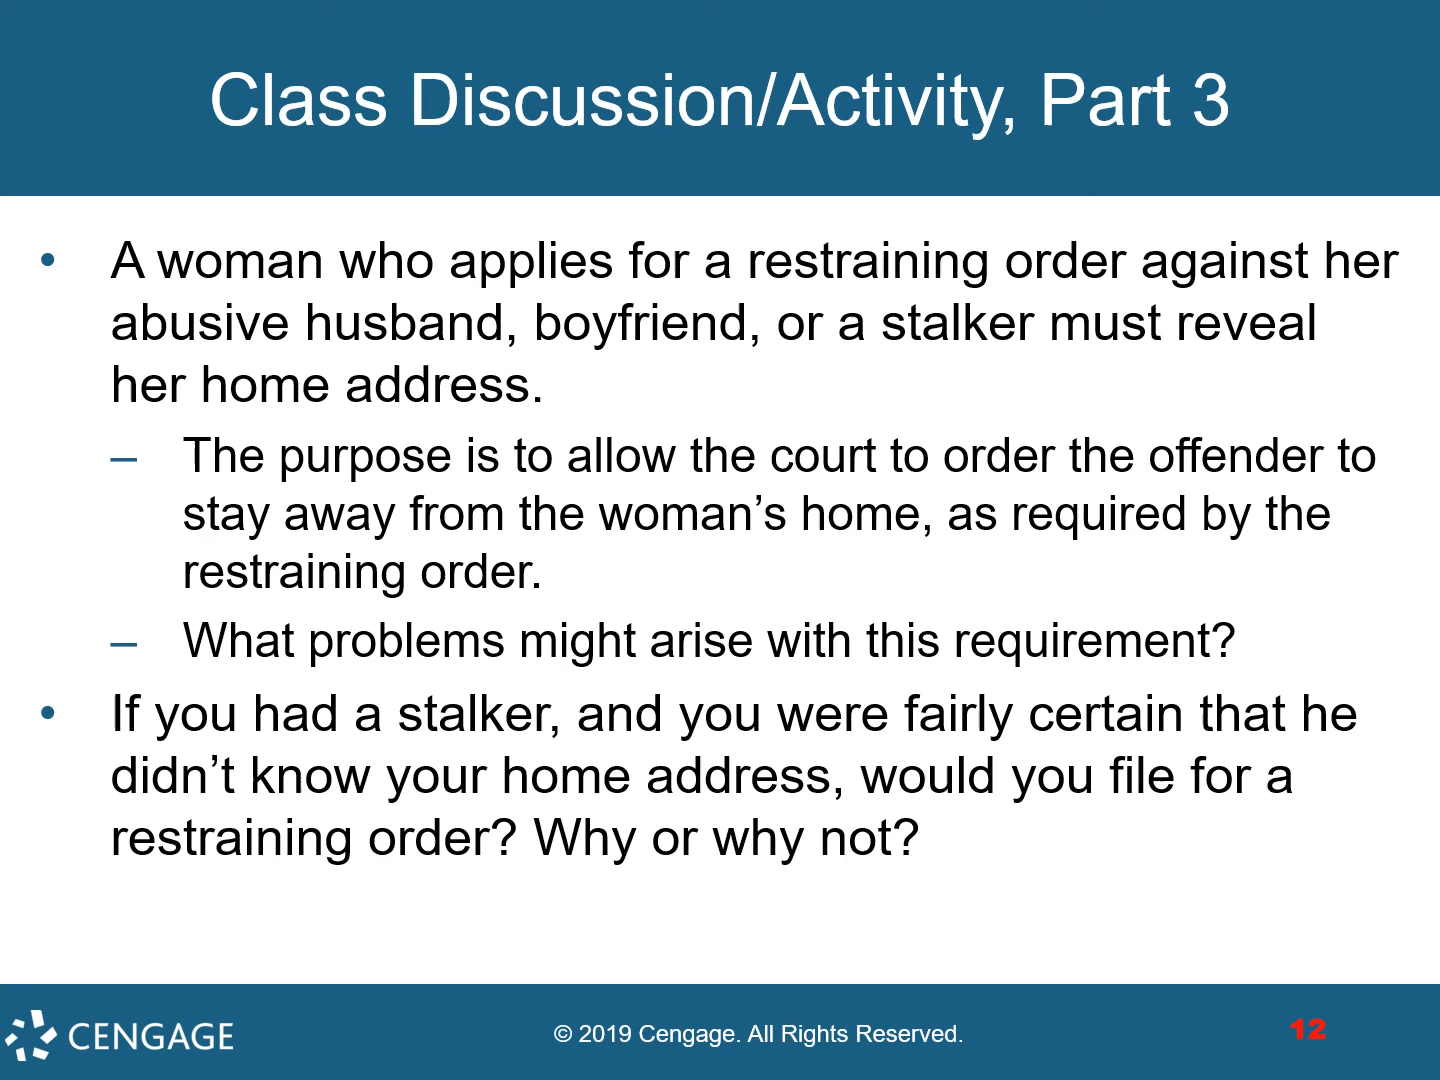 Class Discussion/Activity, Part 3
• A woman who applies for a restraining order against her
abusive husband, boyfriend, or a stalker must reveal
her home address.
– The purpose is to allow the court to order the offender to
stay away from the woman’s home, as required by the
restraining order.
– What problems might arise with this requirement?
• If you had a stalker, and you were fairly certain that he
didn’t know your home address, would you file for a
restraining order? Why or why not?
CENGAGE
© 2019 Cengage. All Rights Reserved.
12